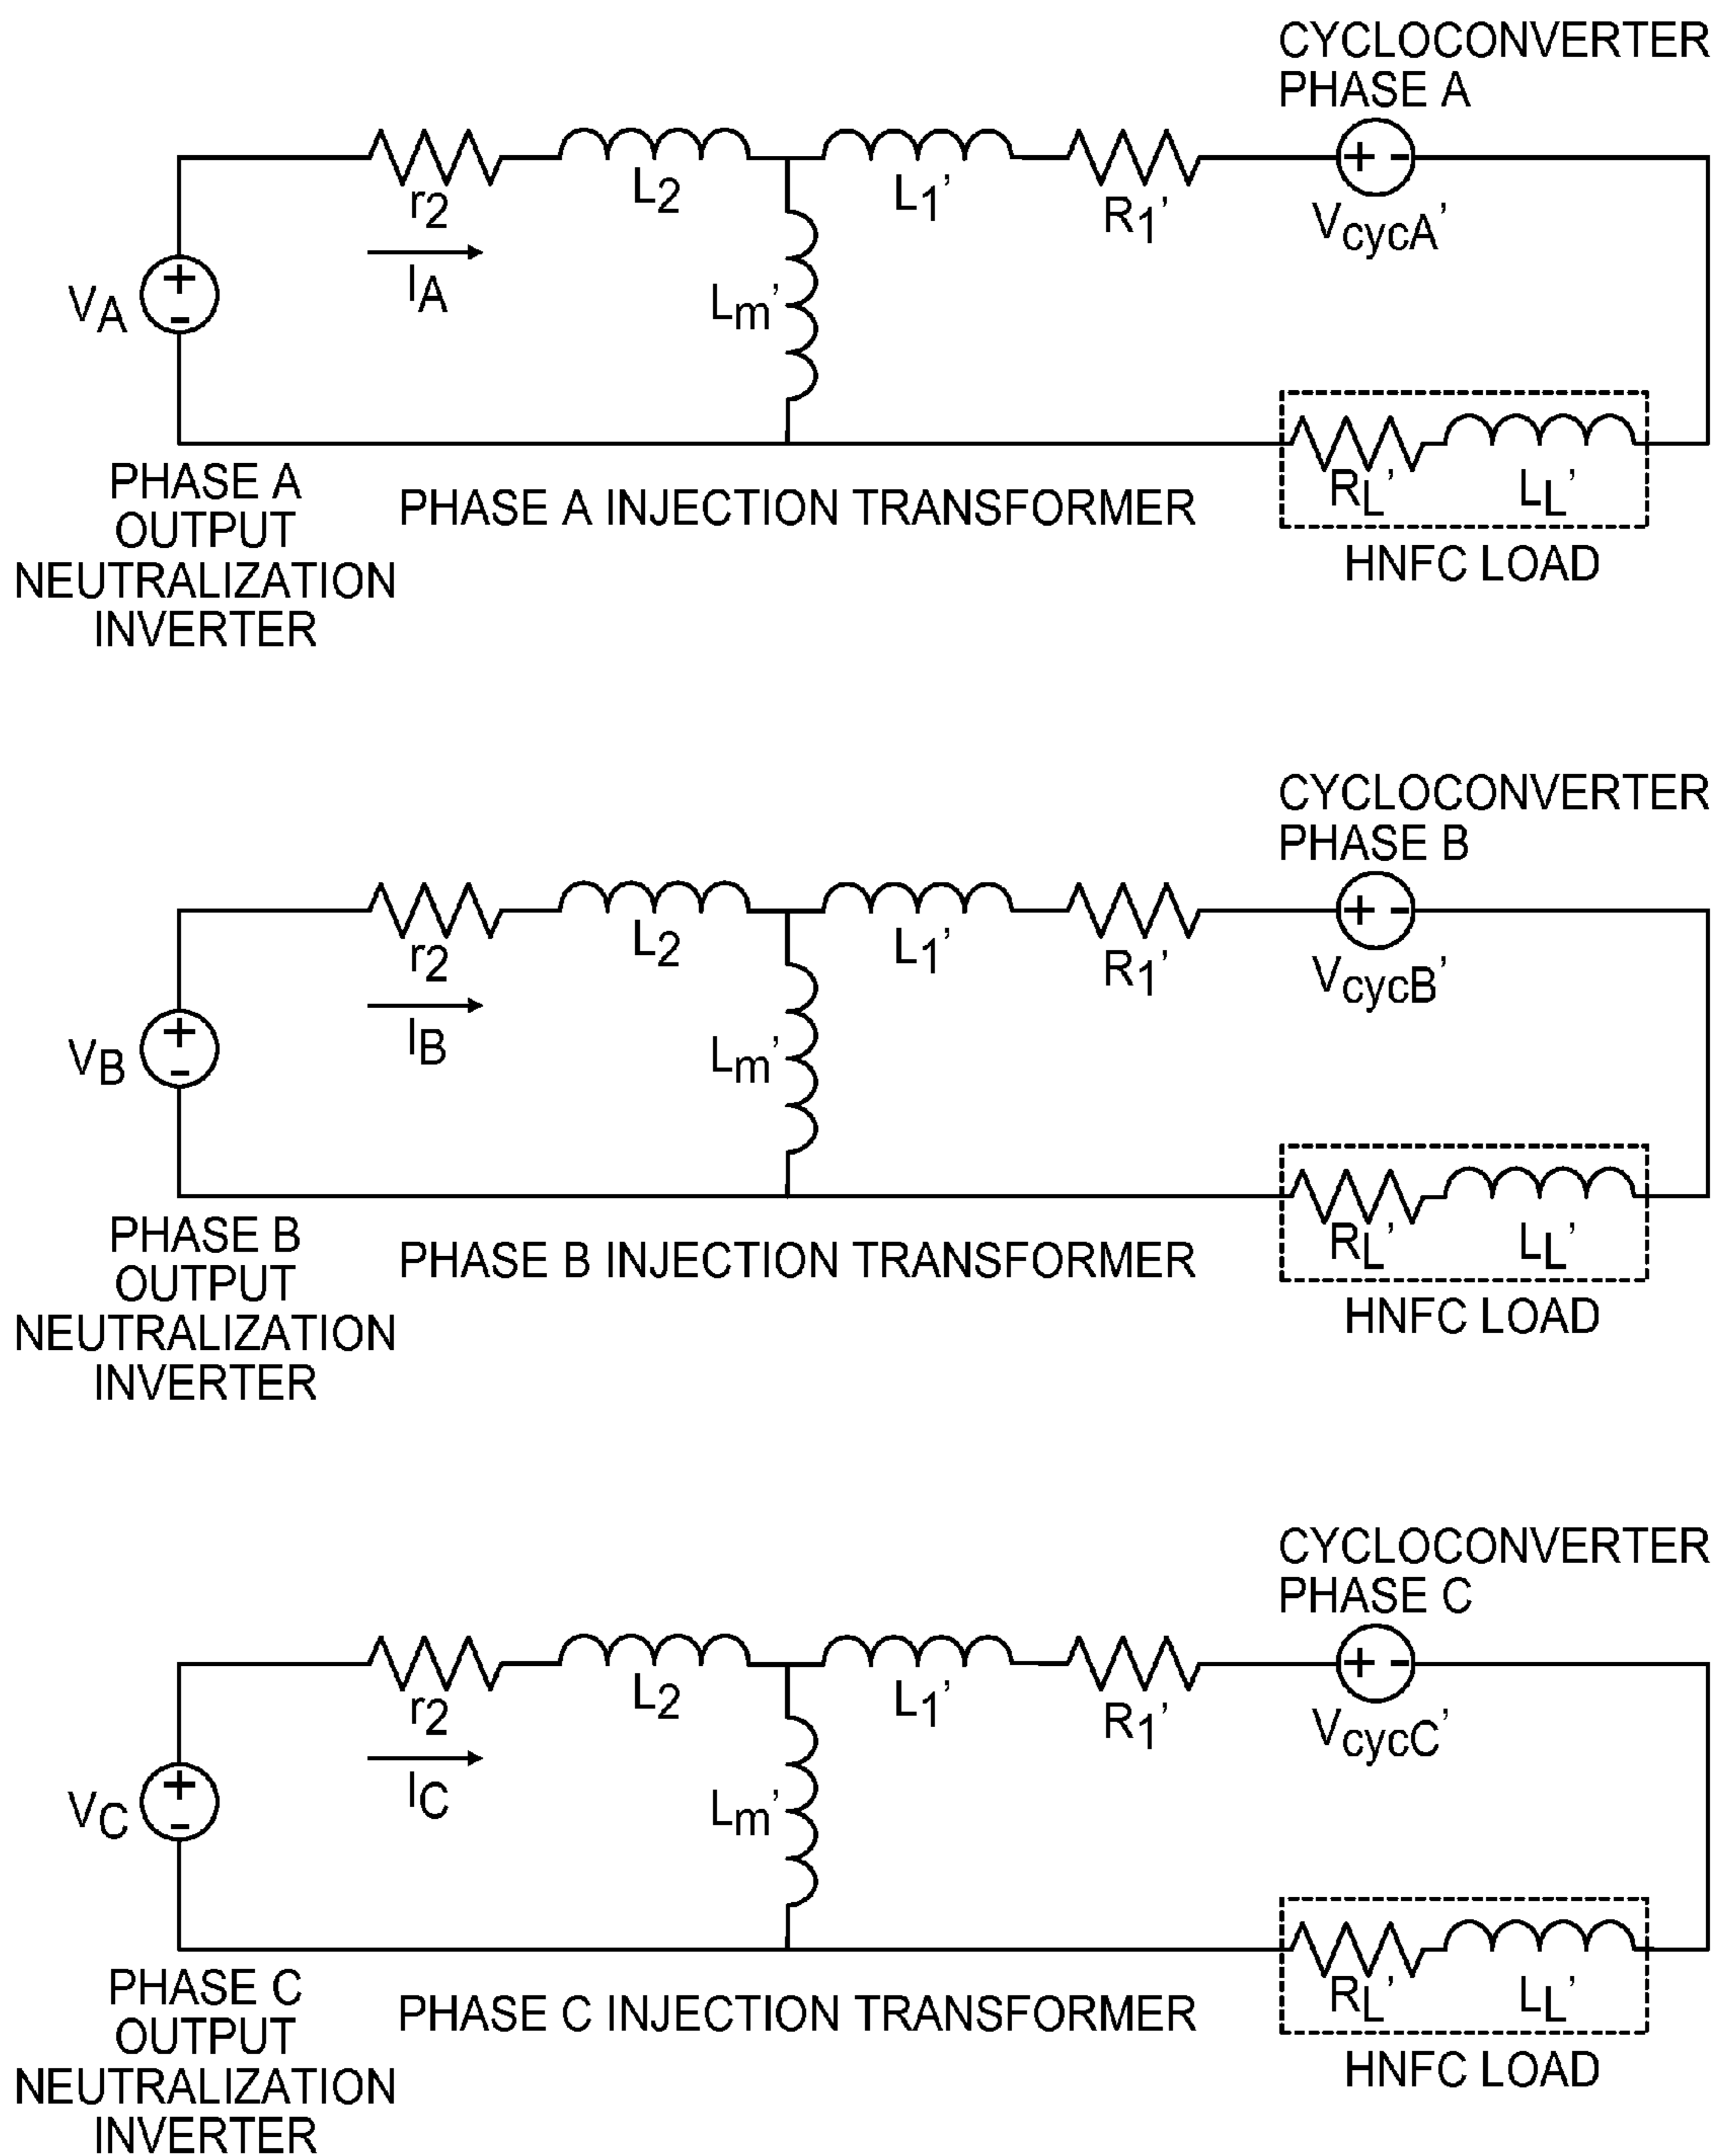 CYCLOCONVERTER
PHASE A
r2
L2
L1’
R1’
+ -
VcycA’
IA
VA
+
-
Lm’
RL’
LL’
PHASE A
OUTPUT
NEUTRALIZATION
INVERTER
PHASE A INJECTION TRANSFORMER
HNFC LOAD
CYCLOCONVERTER
PHASE B
r2
L2
L1’
R1’
+ -
VcycB’
IB
VB
+
-
Lm’
RL’
LL’
PHASE B
OUTPUT
NEUTRALIZATION
INVERTER
PHASE B INJECTION TRANSFORMER
HNFC LOAD
CYCLOCONVERTER
PHASE C
r2
L2
L1’
R1’
+ -
VcycC’
IC
VC
+
-
Lm’
RL’
LL’
PHASE C
OUTPUT
NEUTRALIZATION
INVERTER
PHASE C INJECTION TRANSFORMER
HNFC LOAD